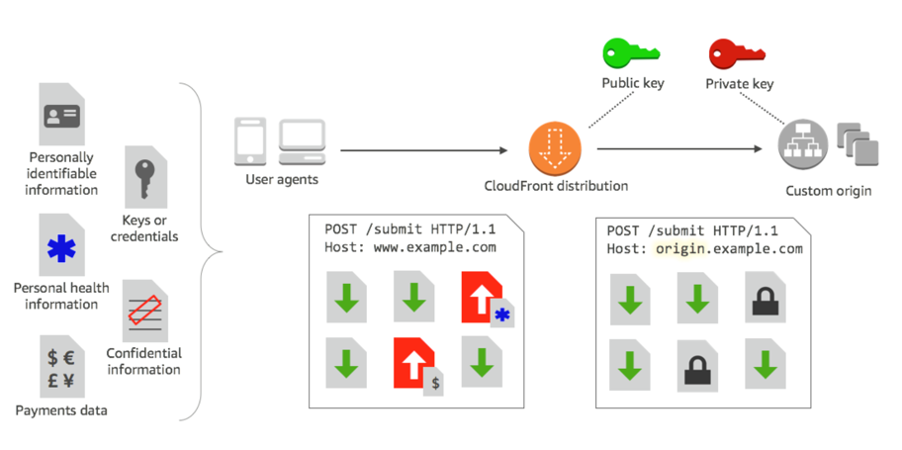 Public key
Private key
Personally
identifiable
information
Keys or
credentials
Personal health
information
Confidential
information
$ €
£ ¥
Payments data
User agents
CloudFront distribution
Custom origin
POST /submit HTTP/1.1
Host: www.example.com
$
POST /submit HTTP/1.1
Host: origin.example.com